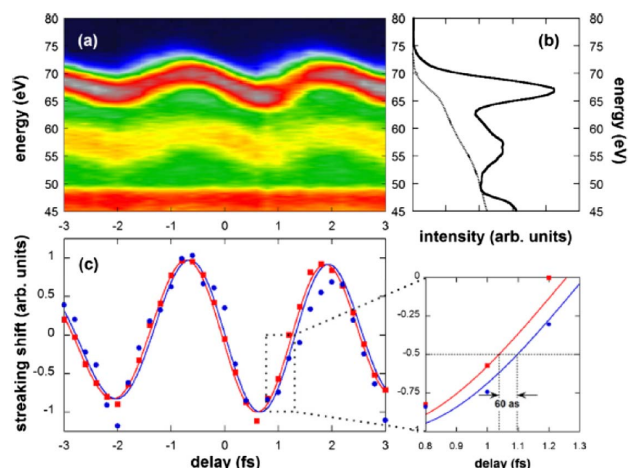 80
75
70
65
60
55
50
45
energy (eV)
(a)
-3 -2 -1 0 1 2 3
(b)
80
75
70
65
60
55
50
45
energy (eV)
intensity (arb. units)
(c)
1
0.5
0
-0.5
-1
streaking shift (arb. units)
-3 -2 -1 0 1 2 3
delay (fs)
0
-0.25
-0.5
-0.75
-1
60 as
0.8 0.9 1 1.1 1.2 1.3
delay (fs)